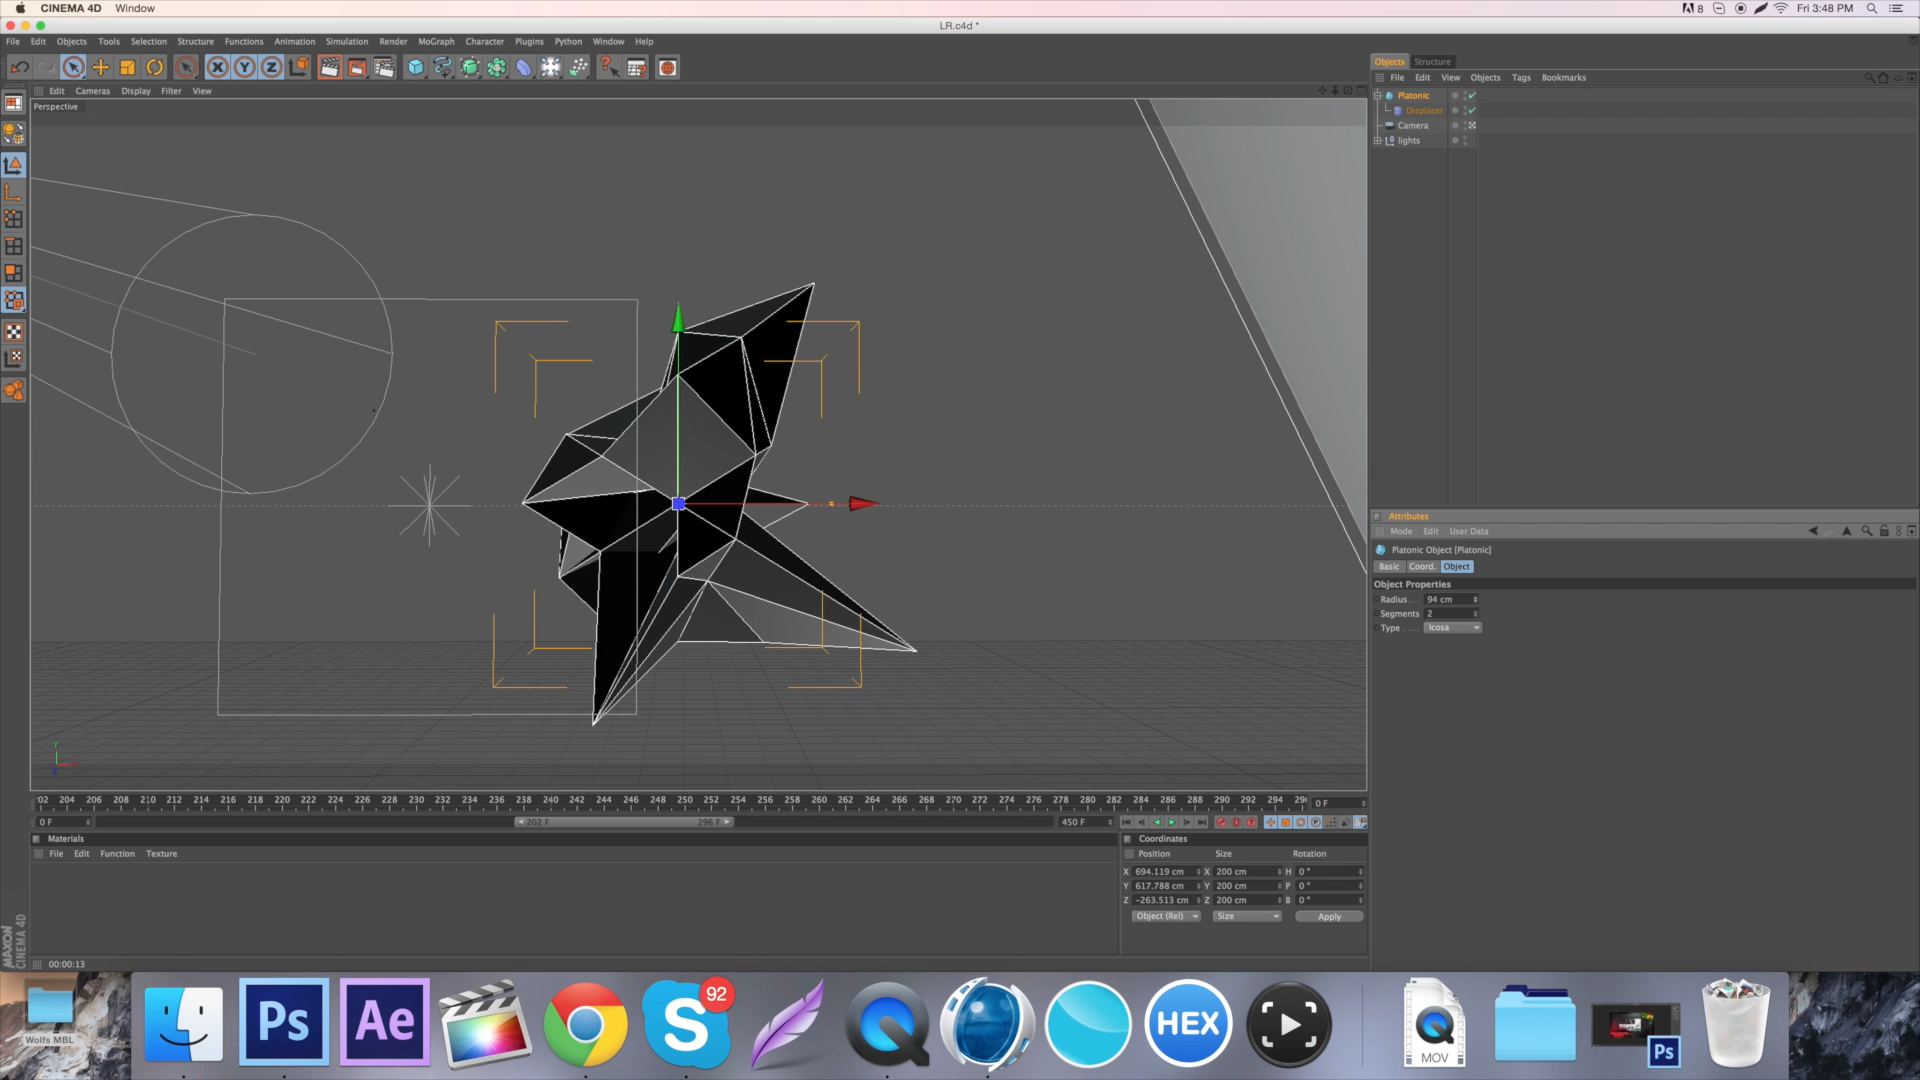 CINEMA 4D Window
8 Fri 3:48 PM
LR.c4d *
File Edit Objects Tools Selection Structure Functions Animation Simulation Render MoGraph Character Plugins Python Window Help
X Y Z
Objects Structure
File Edit View Objects Tags Bookmarks
Edit Cameras Display Filter View
Perspective
Platonic
Displacer
Camera
lights
Attributes
Mode Edit User Data
Platonic Object [Platonic]
Basic Coord. Object
Object Properties
Radius . . 94 cm
Segments 2
Type . . . . Icosa
Y
X
Z
204 206 208 210 212 214 216 218 220 222 224 226 228 230 232 234 236 238 240 242 244 246 248 250 252 254 256 258 260 262 264 266 268 270 272 274 276 278 280 282 284 286 288 290 292 294 0 F
0 F 202 F 296 F 450 F
Materials
File Edit Function Texture
Coordinates
Position Size Rotation
X 694.119 cm X 200 cm H 0 °
Y 617.788 cm Y 200 cm P 0 °
Z -263.513 cm Z 200 cm B 0 °
Object (Rel) Size Apply
MAXON
CINEMA 4D
00:00:13
Wolfs MBL
Ps
Ae
S
92
HEX
MOV
Ps